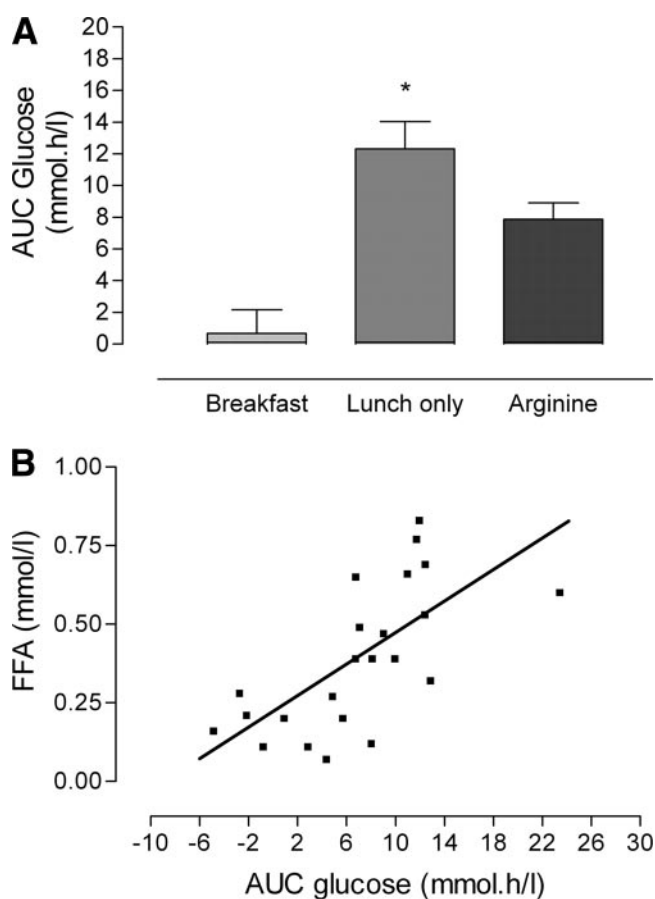 A
AUC Glucose
(mmol.h/l)
20
18
16
14
12
10
8
6
4
2
0
*
Breakfast Lunch only Arginine
B
FFA (mmol/l)
1.00
0.75
0.50
0.25
0.00
-10 -6 -2 2 6 10 14 18 22 26 30
AUC glucose (mmol.h/l)